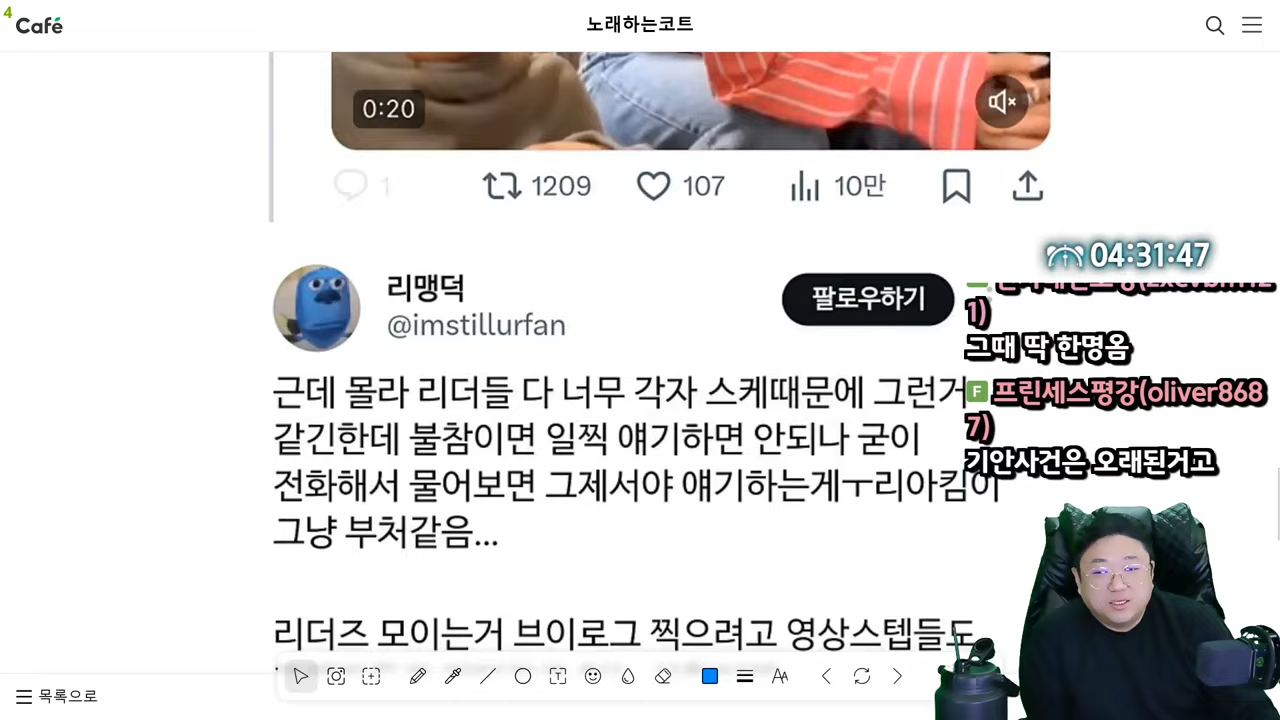 4
Café
노래하는코트
0:20
1
1209
107
10만
04:31:47
리맹덕
팔로우하기
@imstillurfan
1)
그때 딱 한명옴
F 프린세스평강(oliver868
7)
기안사건은 오래된거고
근데 몰라 리더들 다 너무 각자 스케때문에 그런거
같긴한데 불참이면 일찍 얘기하면 안되나 굳이
전화해서 물어보면 그제서야 얘기하는게ㅜ리아킴이
그냥 부처같음...
리더즈 모이는거 브이로그 찍으려고 영상스텝들도
목록으로